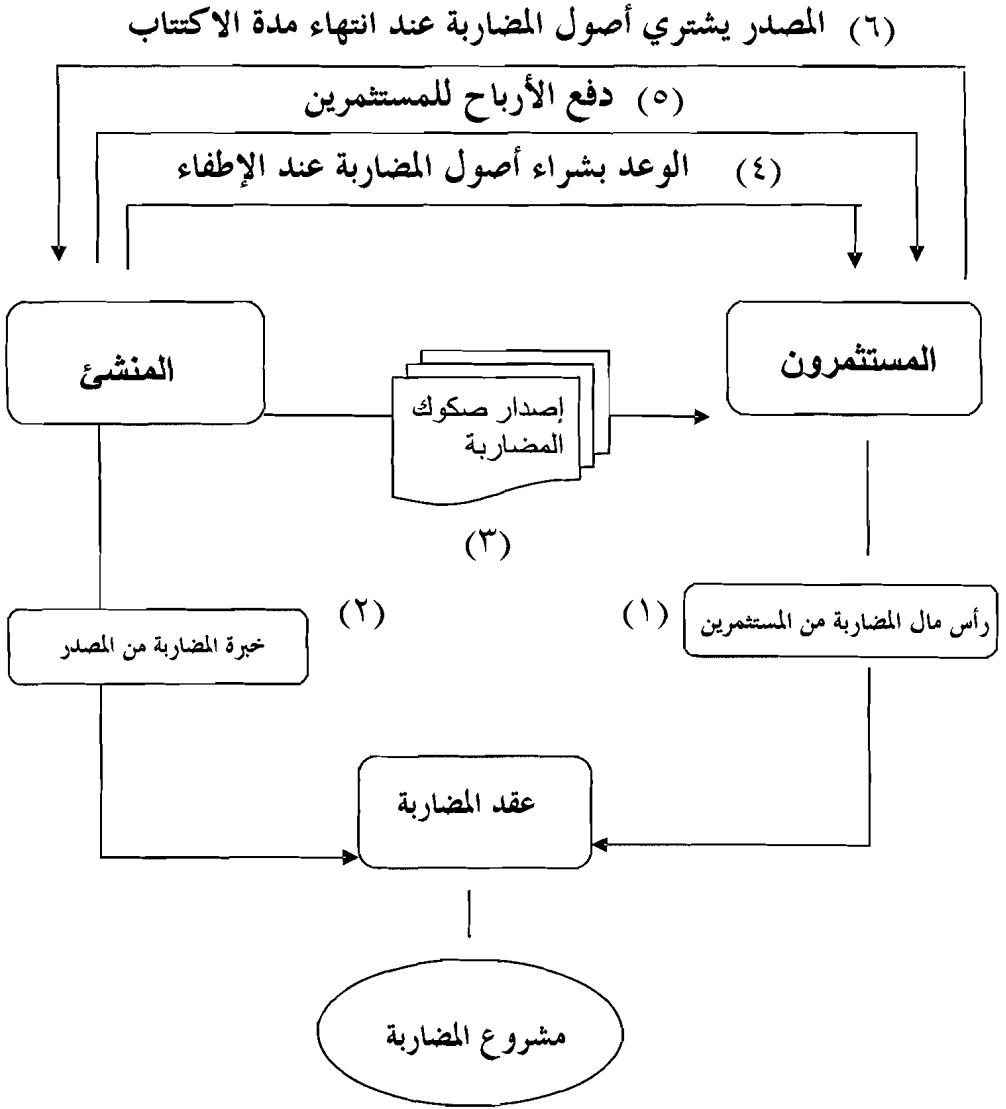 (٦) المصدر يشتري أصول المضاربة عند انتهاء مدة الاكتتاب
(٥) دفع الأرباح للمستثمرين
(٤) الوعد بشراء أصول المضاربة عند الإطفاء
المستثمرون
المنشئ
إصدار صكوك
المضاربة
(٣)
(١)
(٢)
رأس مال المضاربة من المستثمرين
خبرة المضاربة من المصدر
عقد المضاربة
مشروع المضاربة